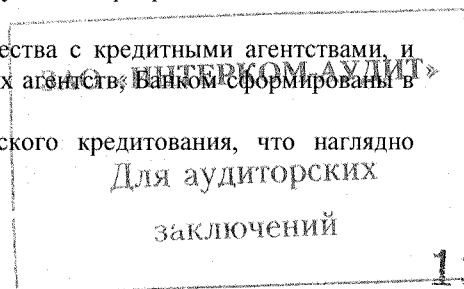 ества с кредитными агентствами, и
х агентств, Банком сформированы в
ЗАО «ИНТЕРКОМ-АУДИТ»
ского кредитования, что наглядно
Для аудиторских
заключений
1